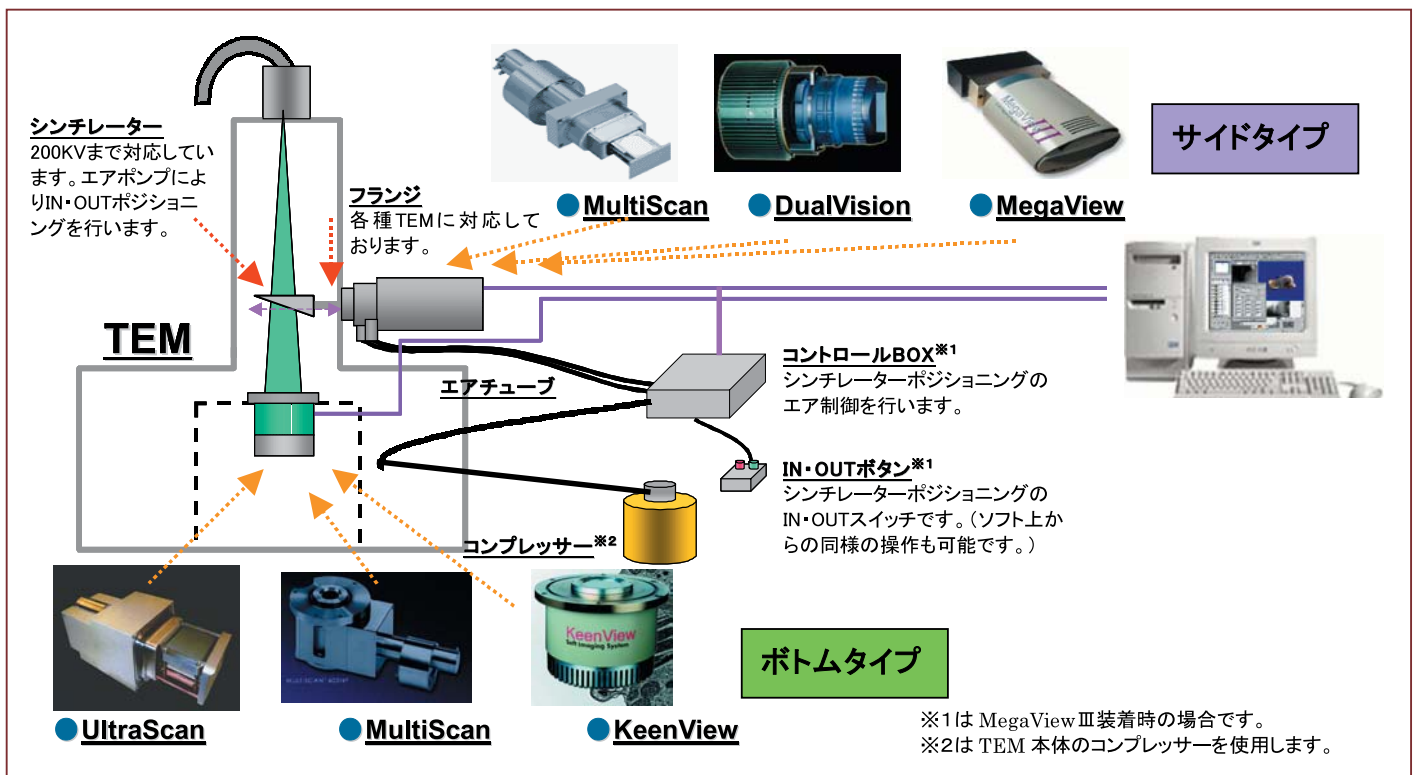 シンチレーター
200KVまで対応してい
ます。エアポンプによ
りIN・OUTポジショニ
ングを行います。
フランジ
各種TEMに対応して
おります。
MegaView III
サイドタイプ
MultiScan
DualVision
MegaView
TEM
エアチューブ
コントロールBOX※1
シンチレーターポジショニングの
エア制御を行います。
IN・OUTボタン※1
シンチレーターポジショニングの
IN・OUTスイッチです。（ソフト上か
らの同様の操作も可能です。）
コンプレッサー※2
KeenView
Soft Imaging System
ボトムタイプ
UltraScan
MultiScan
KeenView
※1は MegaViewⅢ装着時の場合です。
※2は TEM 本体のコンプレッサーを使用します。